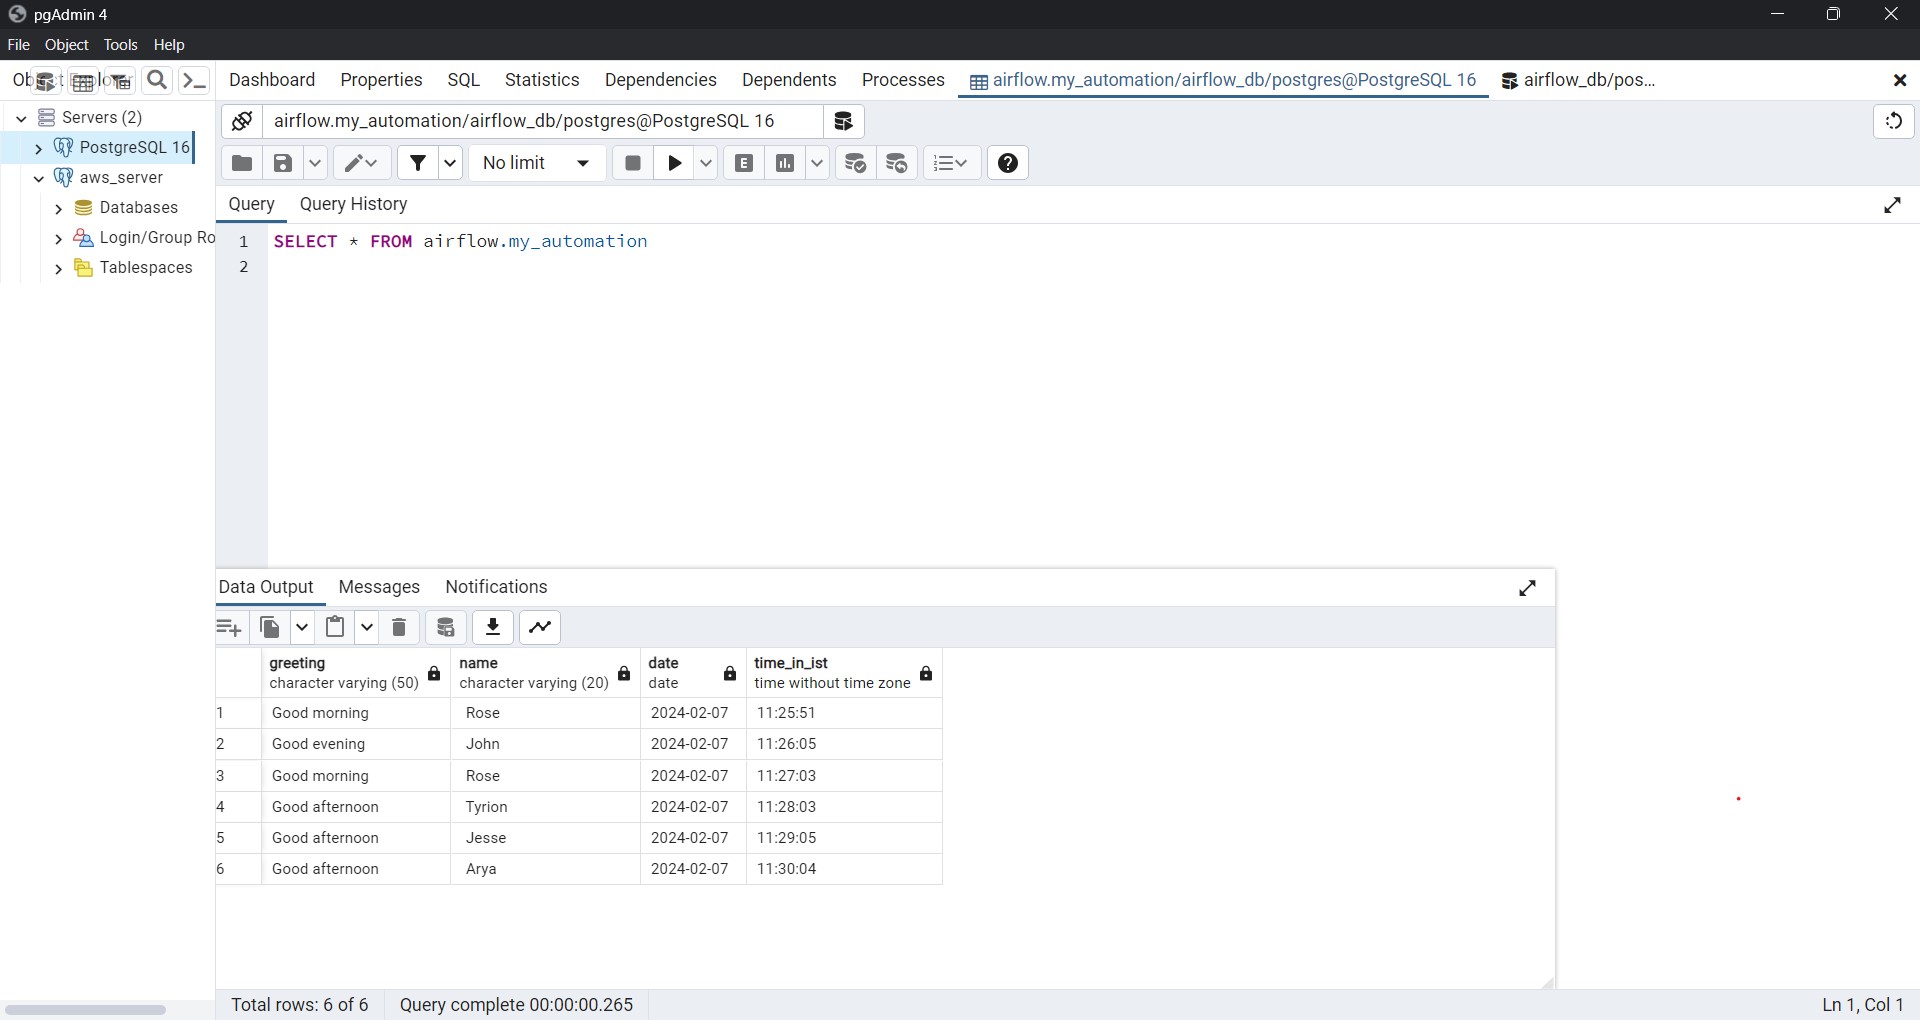 pgAdmin 4
File Object Tools Help
Object Explorer
Dashboard Properties SQL Statistics Dependencies Dependents Processes airflow.my_automation/airflow_db/postgres@PostgreSQL 16 airflow_db/pos...
Servers (2)
PostgreSQL 16
aws_server
Databases
Login/Group Ro
Tablespaces
airflow.my_automation/airflow_db/postgres@PostgreSQL 16
No limit
E
Query Query History
1 SELECT * FROM airflow.my_automation
2
Data Output Messages Notifications
greeting name date time_in_ist
character varying (50) character varying (20) date time without time zone
1 Good morning Rose 2024-02-07 11:25:51
2 Good evening John 2024-02-07 11:26:05
3 Good morning Rose 2024-02-07 11:27:03
4 Good afternoon Tyrion 2024-02-07 11:28:03
5 Good afternoon Jesse 2024-02-07 11:29:05
6 Good afternoon Arya 2024-02-07 11:30:04
Total rows: 6 of 6 Query complete 00:00:00.265 Ln 1, Col 1